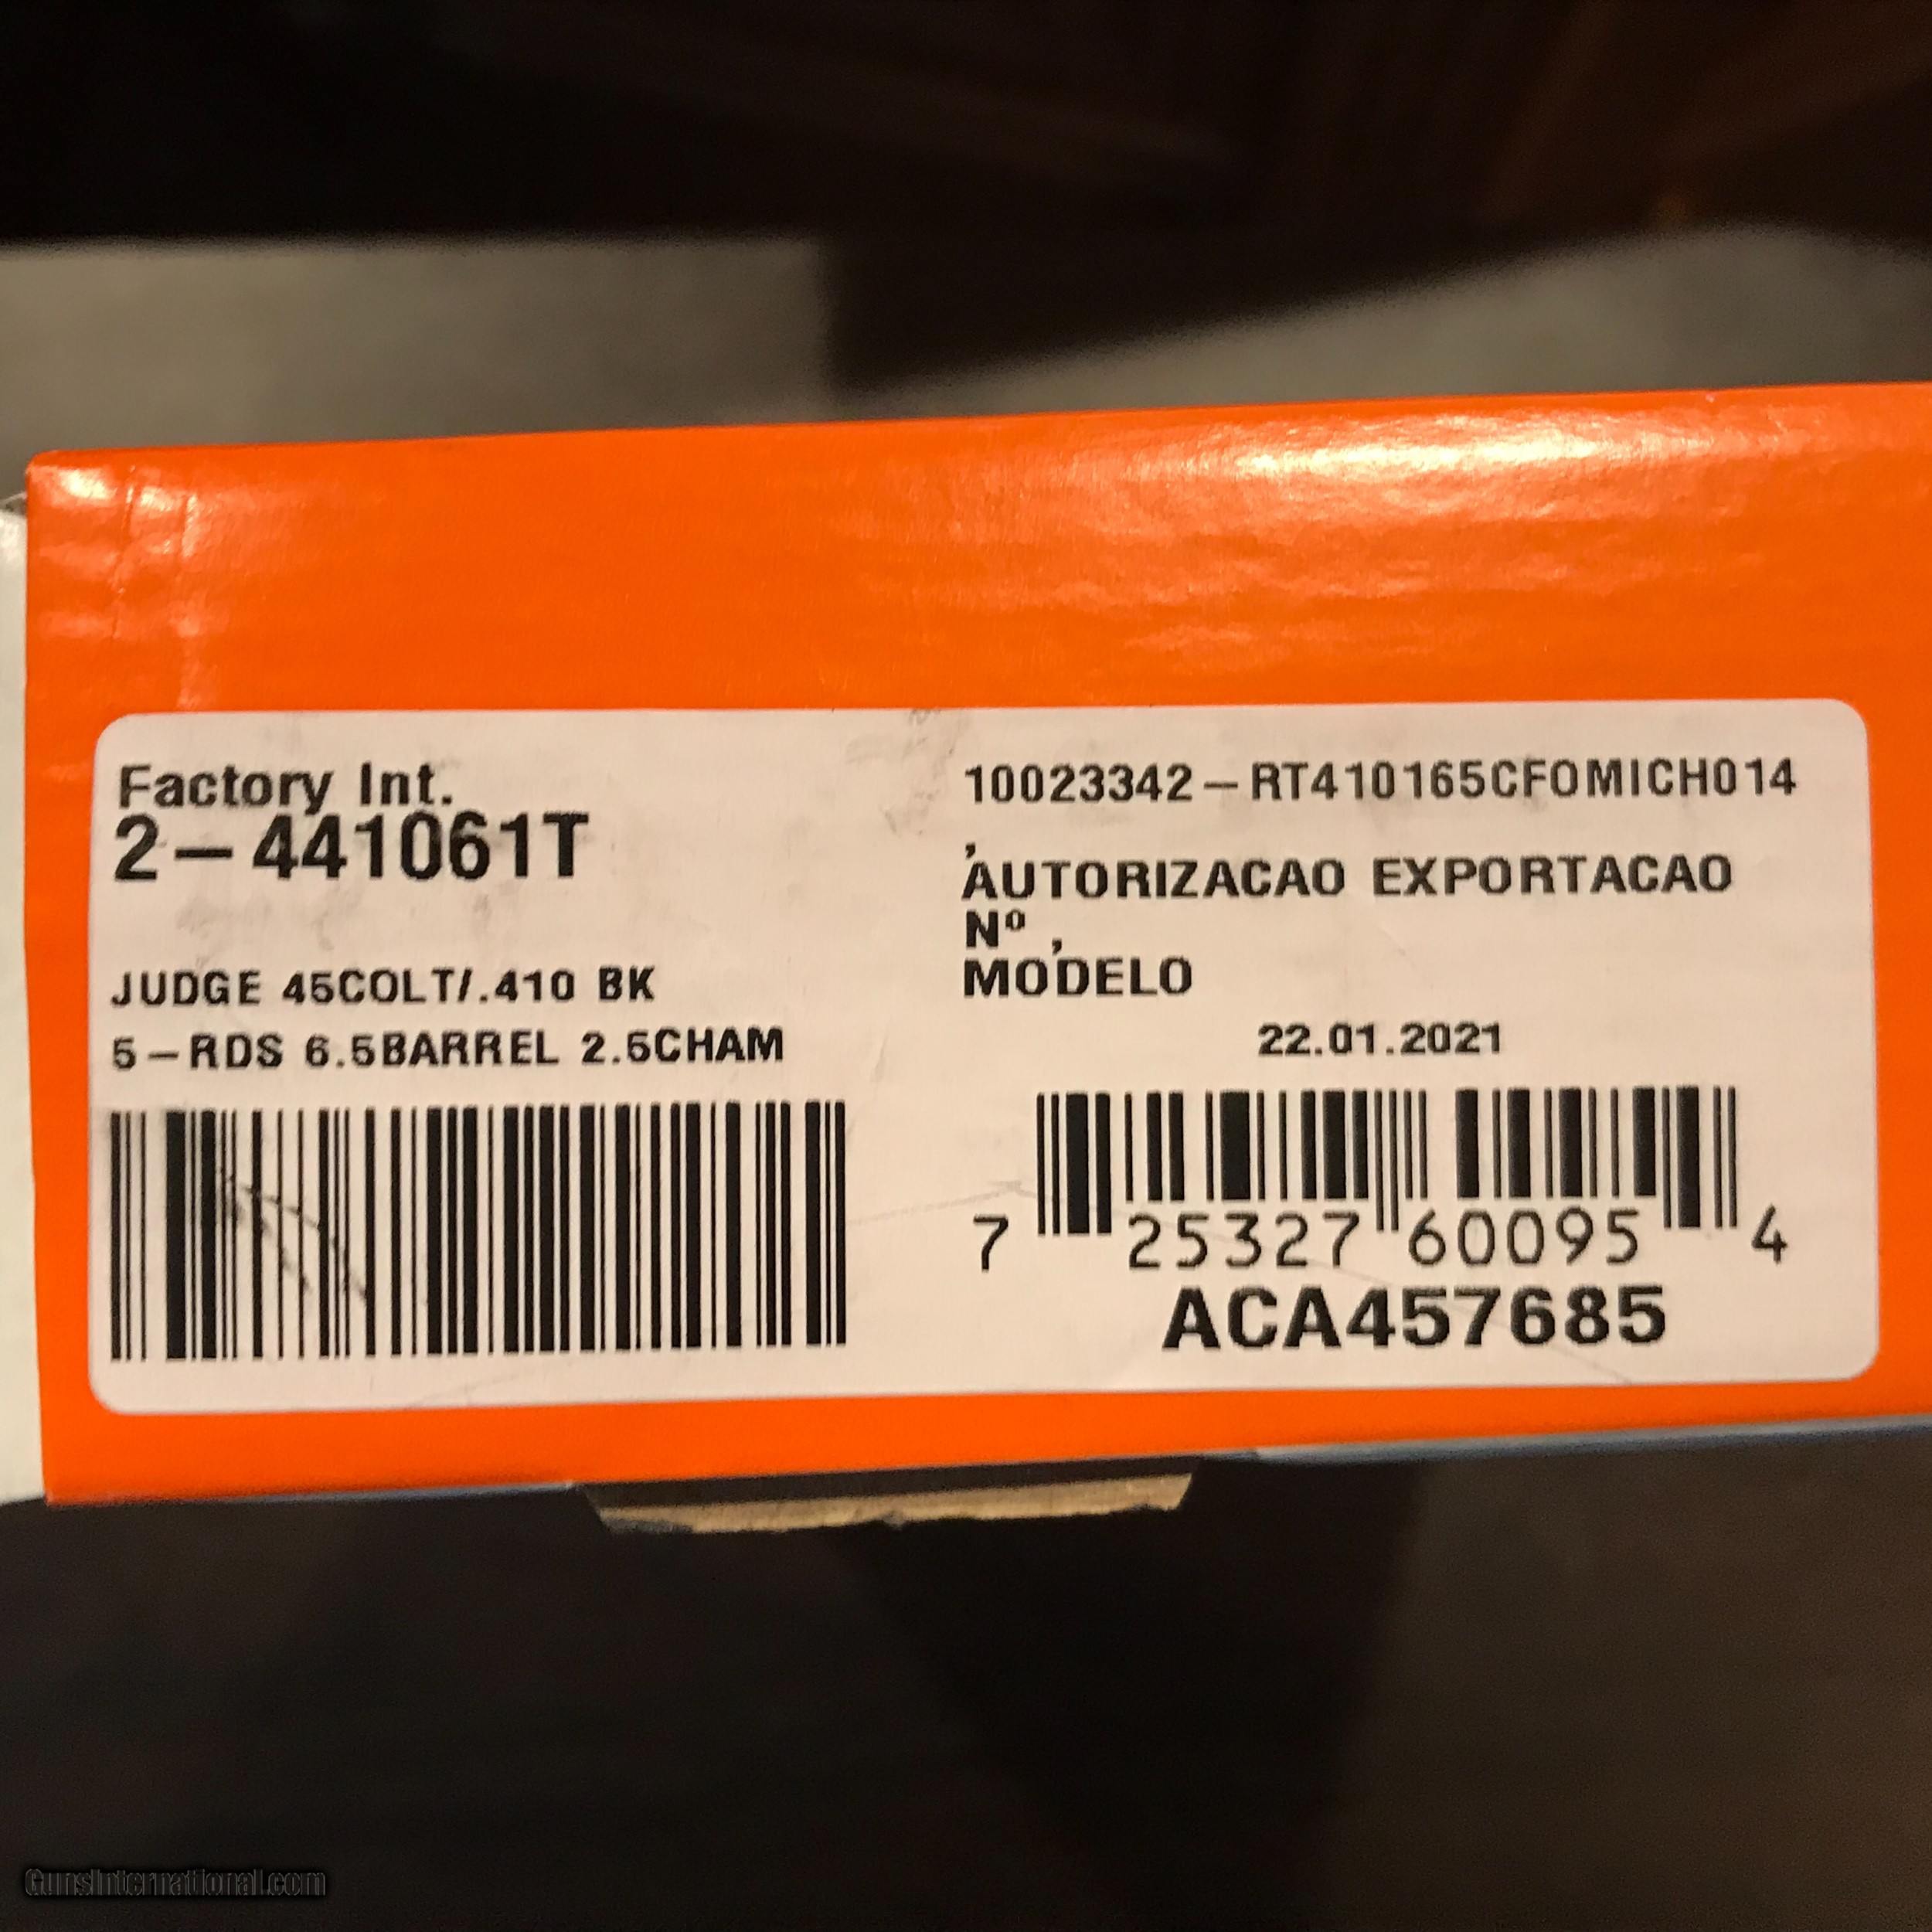 Factory Int.
2-441061T
JUDGE 45COLT/.410 BK
5-RDS 6.5BARREL 2.5CHAM
10023342-RT410165CFOMICH014
,
AUTORIZACAO EXPORTACAO
Nº ,
MODELO
22.01.2021
7 25327 60095 4
ACA457685
GunsInternational.com